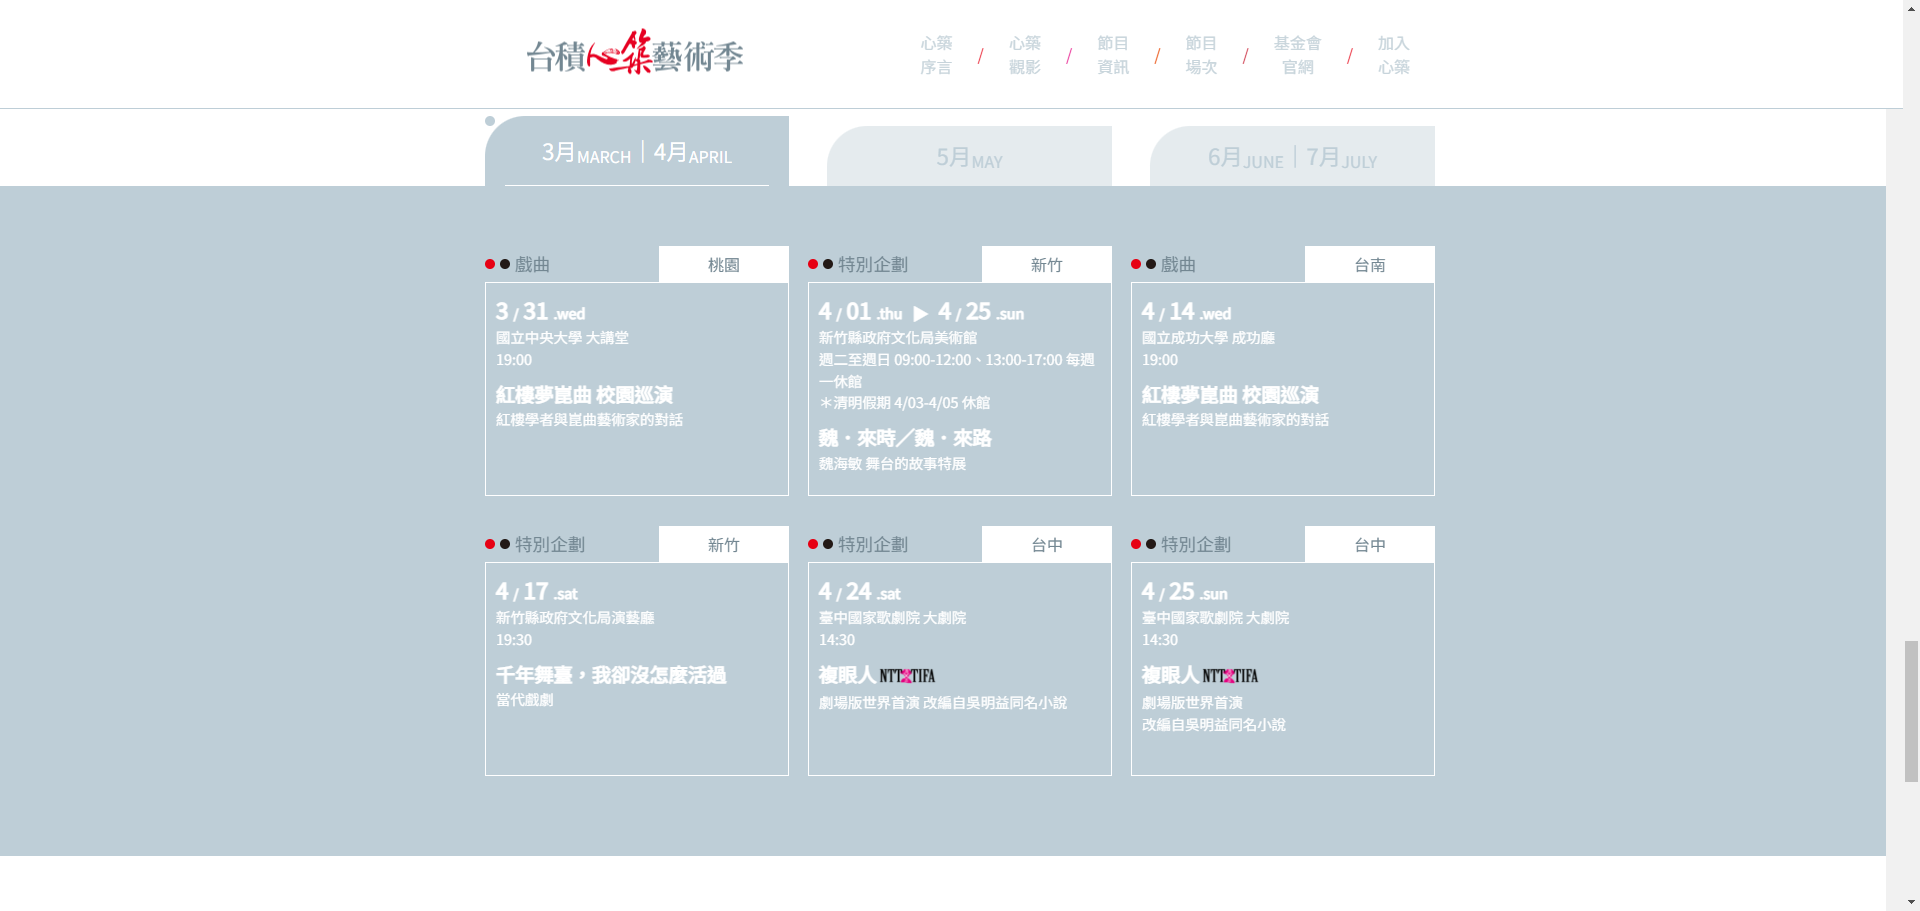 台積心築藝術季
心築
序言
/
心築
觀影
/
節目
資訊
/
節目
場次
/
基金會
官網
/
加入
心築
3月MARCH｜4月APRIL
5月MAY
6月JUNE｜7月JULY
戲曲
桃園
3 / 31 .wed
國立中央大學 大講堂
19:00
紅樓夢崑曲 校園巡演
紅樓學者與崑曲藝術家的對話
特別企劃
新竹
4 / 01 .thu ▶ 4 / 25 .sun
新竹縣政府文化局美術館
週二至週日 09:00-12:00、13:00-17:00 每週
一休館
＊清明假期 4/03-4/05 休館
魏．來時／魏．來路
魏海敏 舞台的故事特展
戲曲
台南
4 / 14 .wed
國立成功大學 成功廳
19:00
紅樓夢崑曲 校園巡演
紅樓學者與崑曲藝術家的對話
特別企劃
新竹
4 / 17 .sat
新竹縣政府文化局演藝廳
19:30
千年舞臺，我卻沒怎麼活過
當代戲劇
特別企劃
台中
4 / 24 .sat
臺中國家歌劇院 大劇院
14:30
複眼人 NTT TIFA
劇場版世界首演 改編自吳明益同名小說
特別企劃
台中
4 / 25 .sun
臺中國家歌劇院 大劇院
14:30
複眼人 NTT TIFA
劇場版世界首演
改編自吳明益同名小說